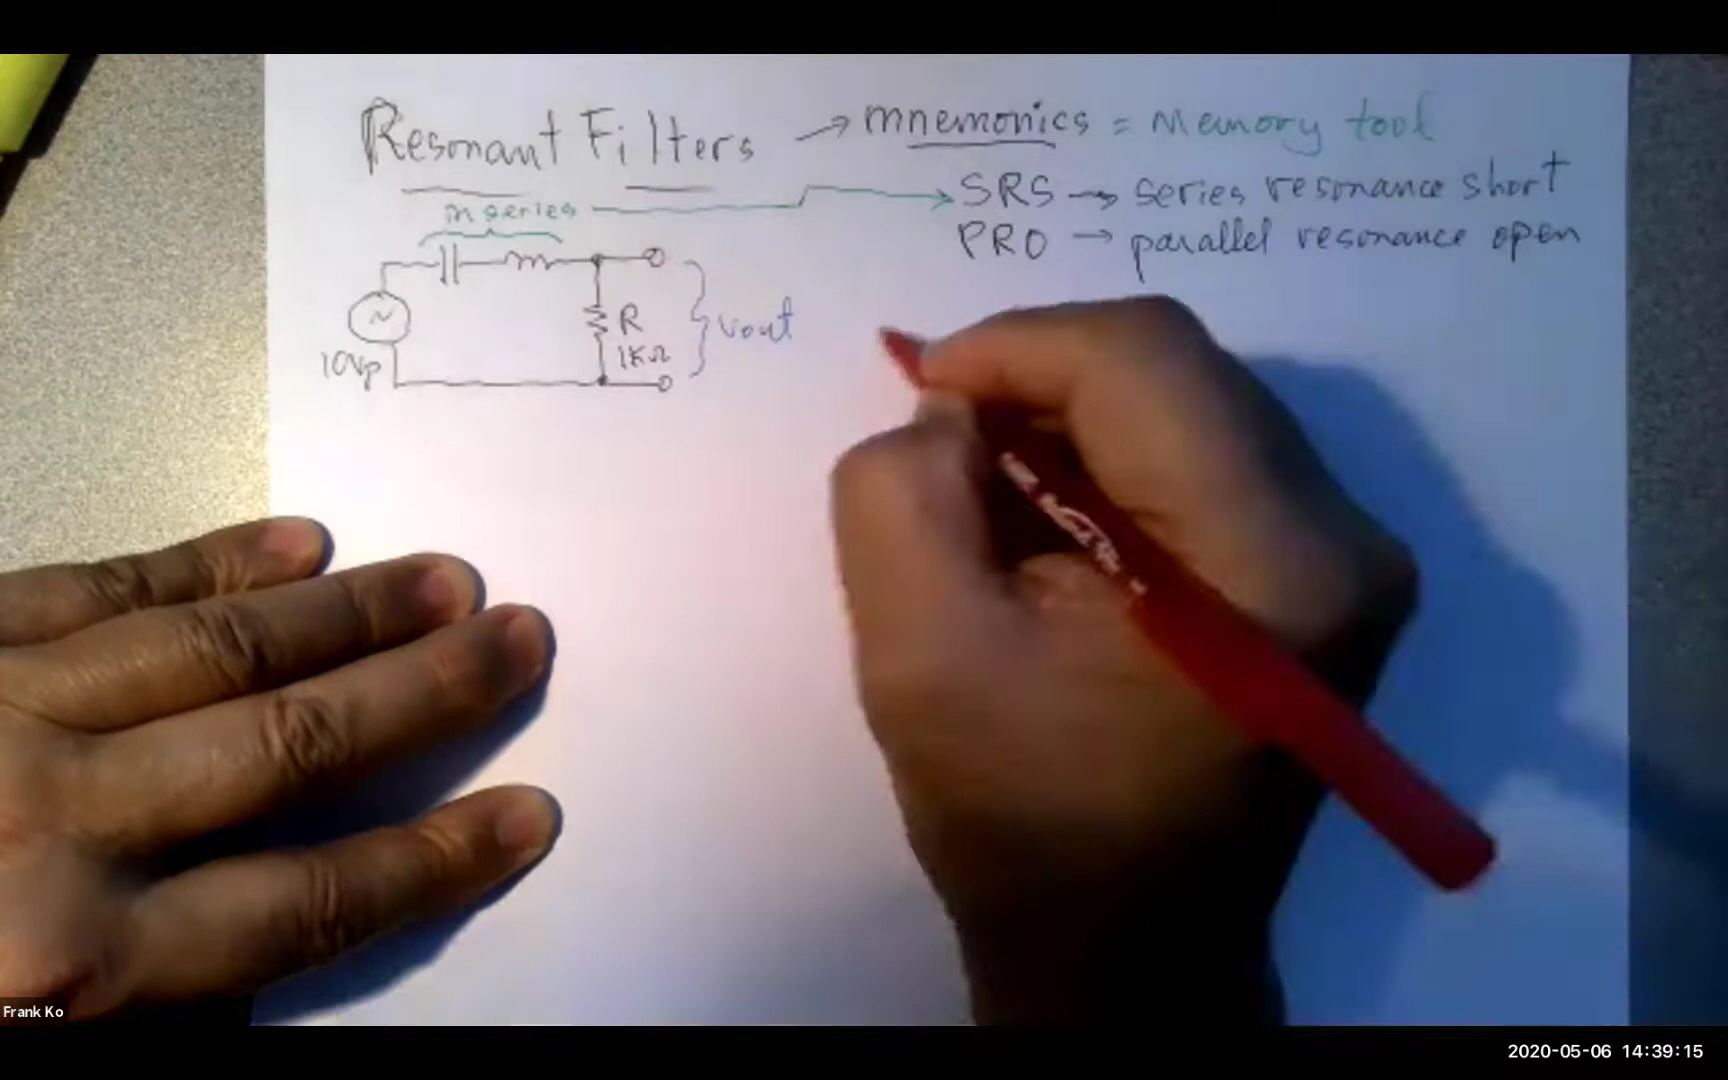 Resonant Filters → mnemonics = Memory tool
in series → SRS → series resonance short
PRO → parallel resonance open
~
R
1KΩ
vout
10Vp
Frank Ko
2020-05-06 14:39:15